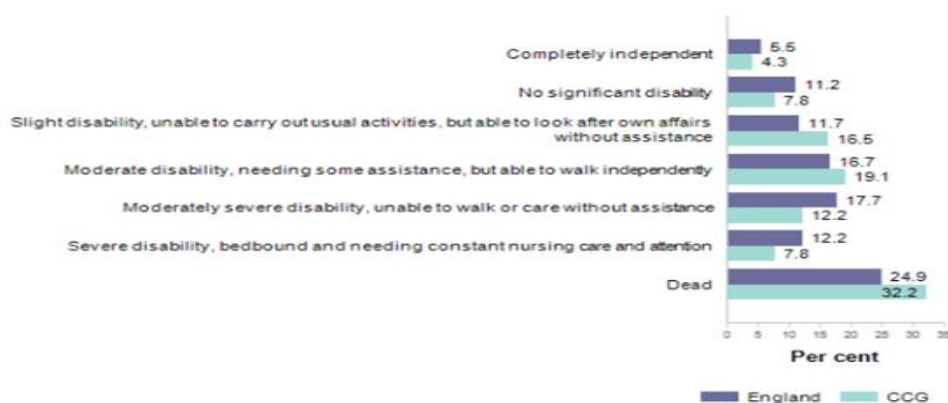 Completely independent
5.5
4.3
No significant disability
11.2
7.8
Slight disability, unable to carry out usual activities, but able to look after own affairs
without assistance
11.7
16.5
Moderate disability, needing some assistance, but able to walk independently
16.7
19.1
Moderately severe disability, unable to walk or care without assistance
17.7
12.2
Severe disability, bedbound and needing constant nursing care and attention
12.2
7.8
Dead
24.9
32.2
0 5 10 15 20 25 30 35
Per cent
England CCG